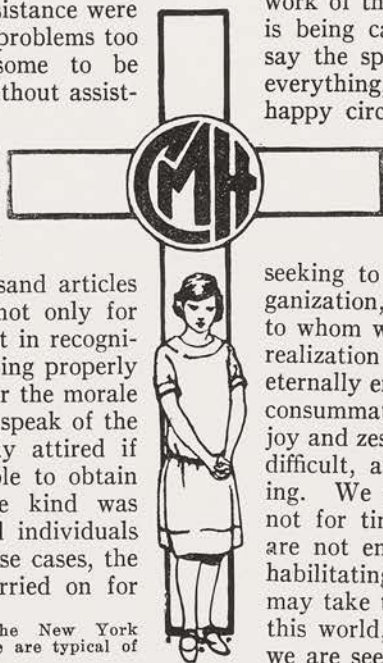 sistance were
problems too
some to be
thout assist-
CMH
sand articles
not only for
t in recogni-
ing properly
r the morale
speak of the
y attired if
ble to obtain
e kind was
d individuals
se cases, the
rried on for
he New York
e are typical of
work of th
is being ca
say the sp
everything,
happy circ
seeking to
ganization,
to whom w
realization
eternally e
consummat
joy and zes
difficult, a
ing. We
not for tim
are not en
habilitating
may take t
this world,
we are see